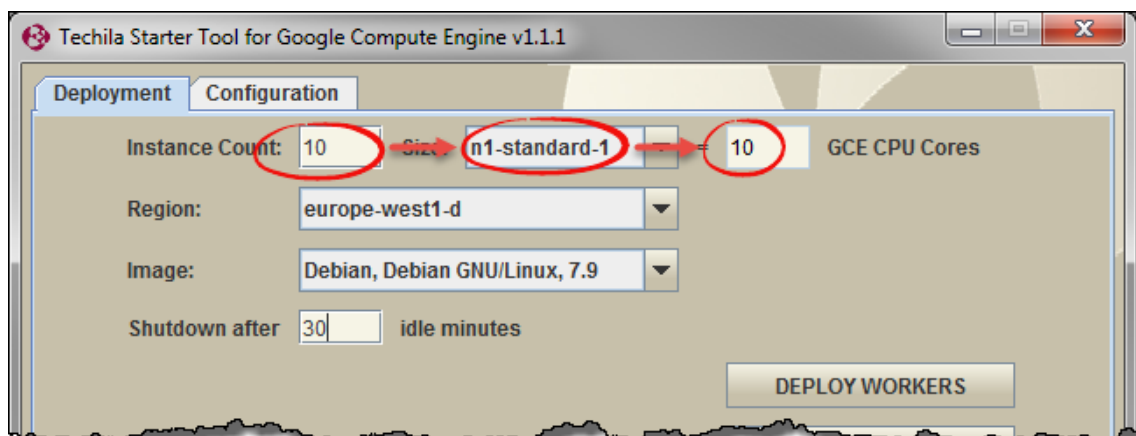 Techila Starter Tool for Google Compute Engine v1.1.1
Deployment Configuration
Instance Count: 10 Size: n1-standard-1 = 10 GCE CPU Cores
Region: europe-west1-d
Image: Debian, Debian GNU/Linux, 7.9
Shutdown after 30 idle minutes
DEPLOY WORKERS